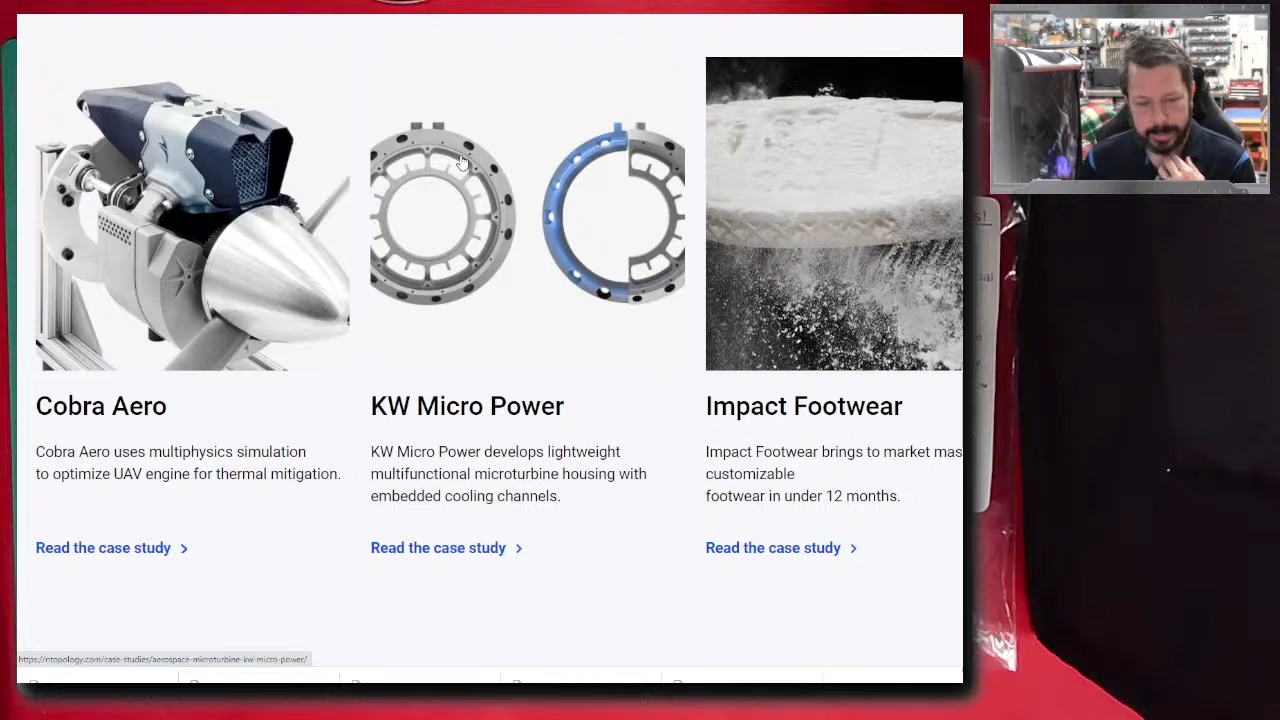 Cobra Aero
Cobra Aero uses multiphysics simulation
to optimize UAV engine for thermal mitigation.
Read the case study
KW Micro Power
KW Micro Power develops lightweight
multifunctional microturbine housing with
embedded cooling channels.
Read the case study
Impact Footwear
Impact Footwear brings to market mas
customizable
footwear in under 12 months.
Read the case study
https://ntopology.com/case-studies/aerospace-microturbine-kw-micro-power/